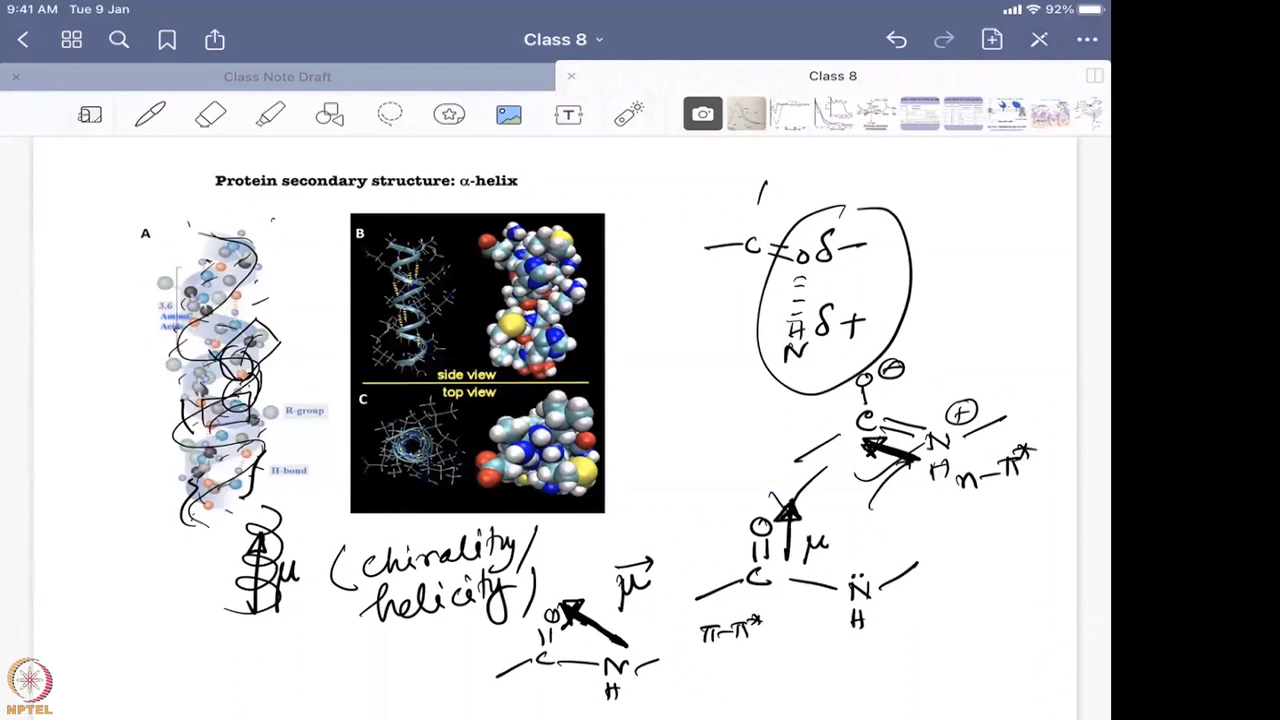 9:41 AM Tue 9 Jan
92%
Class 8
Class Note Draft
Class 8
Protein secondary structure: α-helix
A
B
3.6
Amino
Acids
side view
top view
C
R-group
H-bond
C=O δ-
H δ+
N
O ⊖
C=N ⊕
H
n-π*
O
C
μ
N̈
H
π-π*
μ
(chirality/
helicity)
μ⃗
O
C N
H
NPTEL